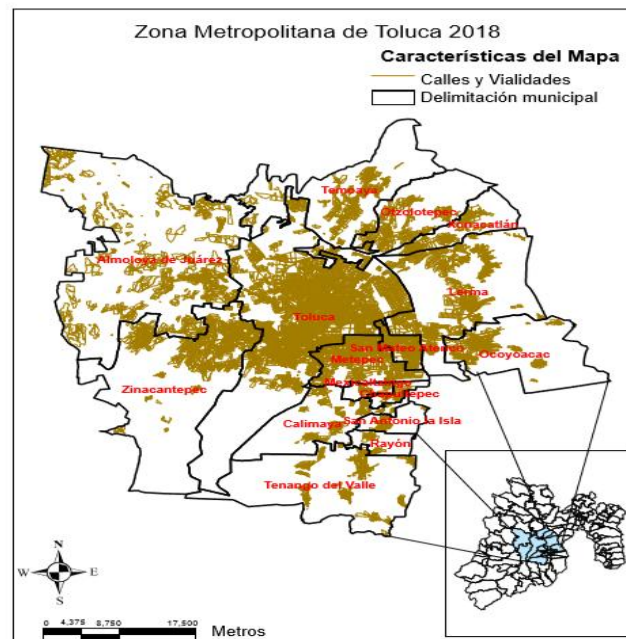 Zona Metropolitana de Toluca 2018
Características del Mapa
Calles y Vialidades
Delimitación municipal
Temoaya
Otzolotepec
Xonacatlán
Almoloya de Juárez
Lerma
Toluca
San Mateo Atenco
Ocoyoacac
Metepec
Mexicaltzingo
Chapultepec
Zinacantepec
Calimaya
San Antonio la Isla
Rayón
Tenango del Valle
N
W
E
S
0 4,375 8,750 17,500
Metros